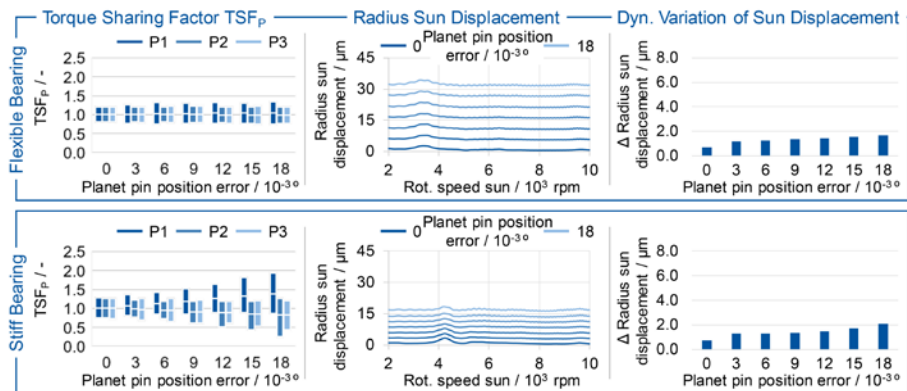 Torque Sharing Factor TSFP
Radius Sun Displacement
Dyn. Variation of Sun Displacement
Flexible Bearing
P1 P2 P3
TSFP / -
2.5
2.0
1.5
1.0
0.5
0.0
0 3 6 9 12 15 18
Planet pin position error / 10-3°
Planet pin position
error / 10-3°
0 18
Radius sun
displacement / µm
45
30
15
0
2 4 6 8 10
Rot. speed sun / 10³ rpm
Δ Radius sun
displacement / µm
8.0
6.0
4.0
2.0
0.0
0 3 6 9 12 15 18
Planet pin position error / 10-3°
Stiff Bearing
P1 P2 P3
TSFP / -
2.5
2.0
1.5
1.0
0.5
0.0
0 3 6 9 12 15 18
Planet pin position error / 10-3°
Planet pin position
0 error / 10-3° 18
Radius sun
displacement / µm
45
30
15
0
2 4 6 8 10
Rot. speed sun / 10³ rpm
Δ Radius sun
displacement / µm
8.0
6.0
4.0
2.0
0.0
0 3 6 9 12 15 18
Planet pin position error / 10-3°